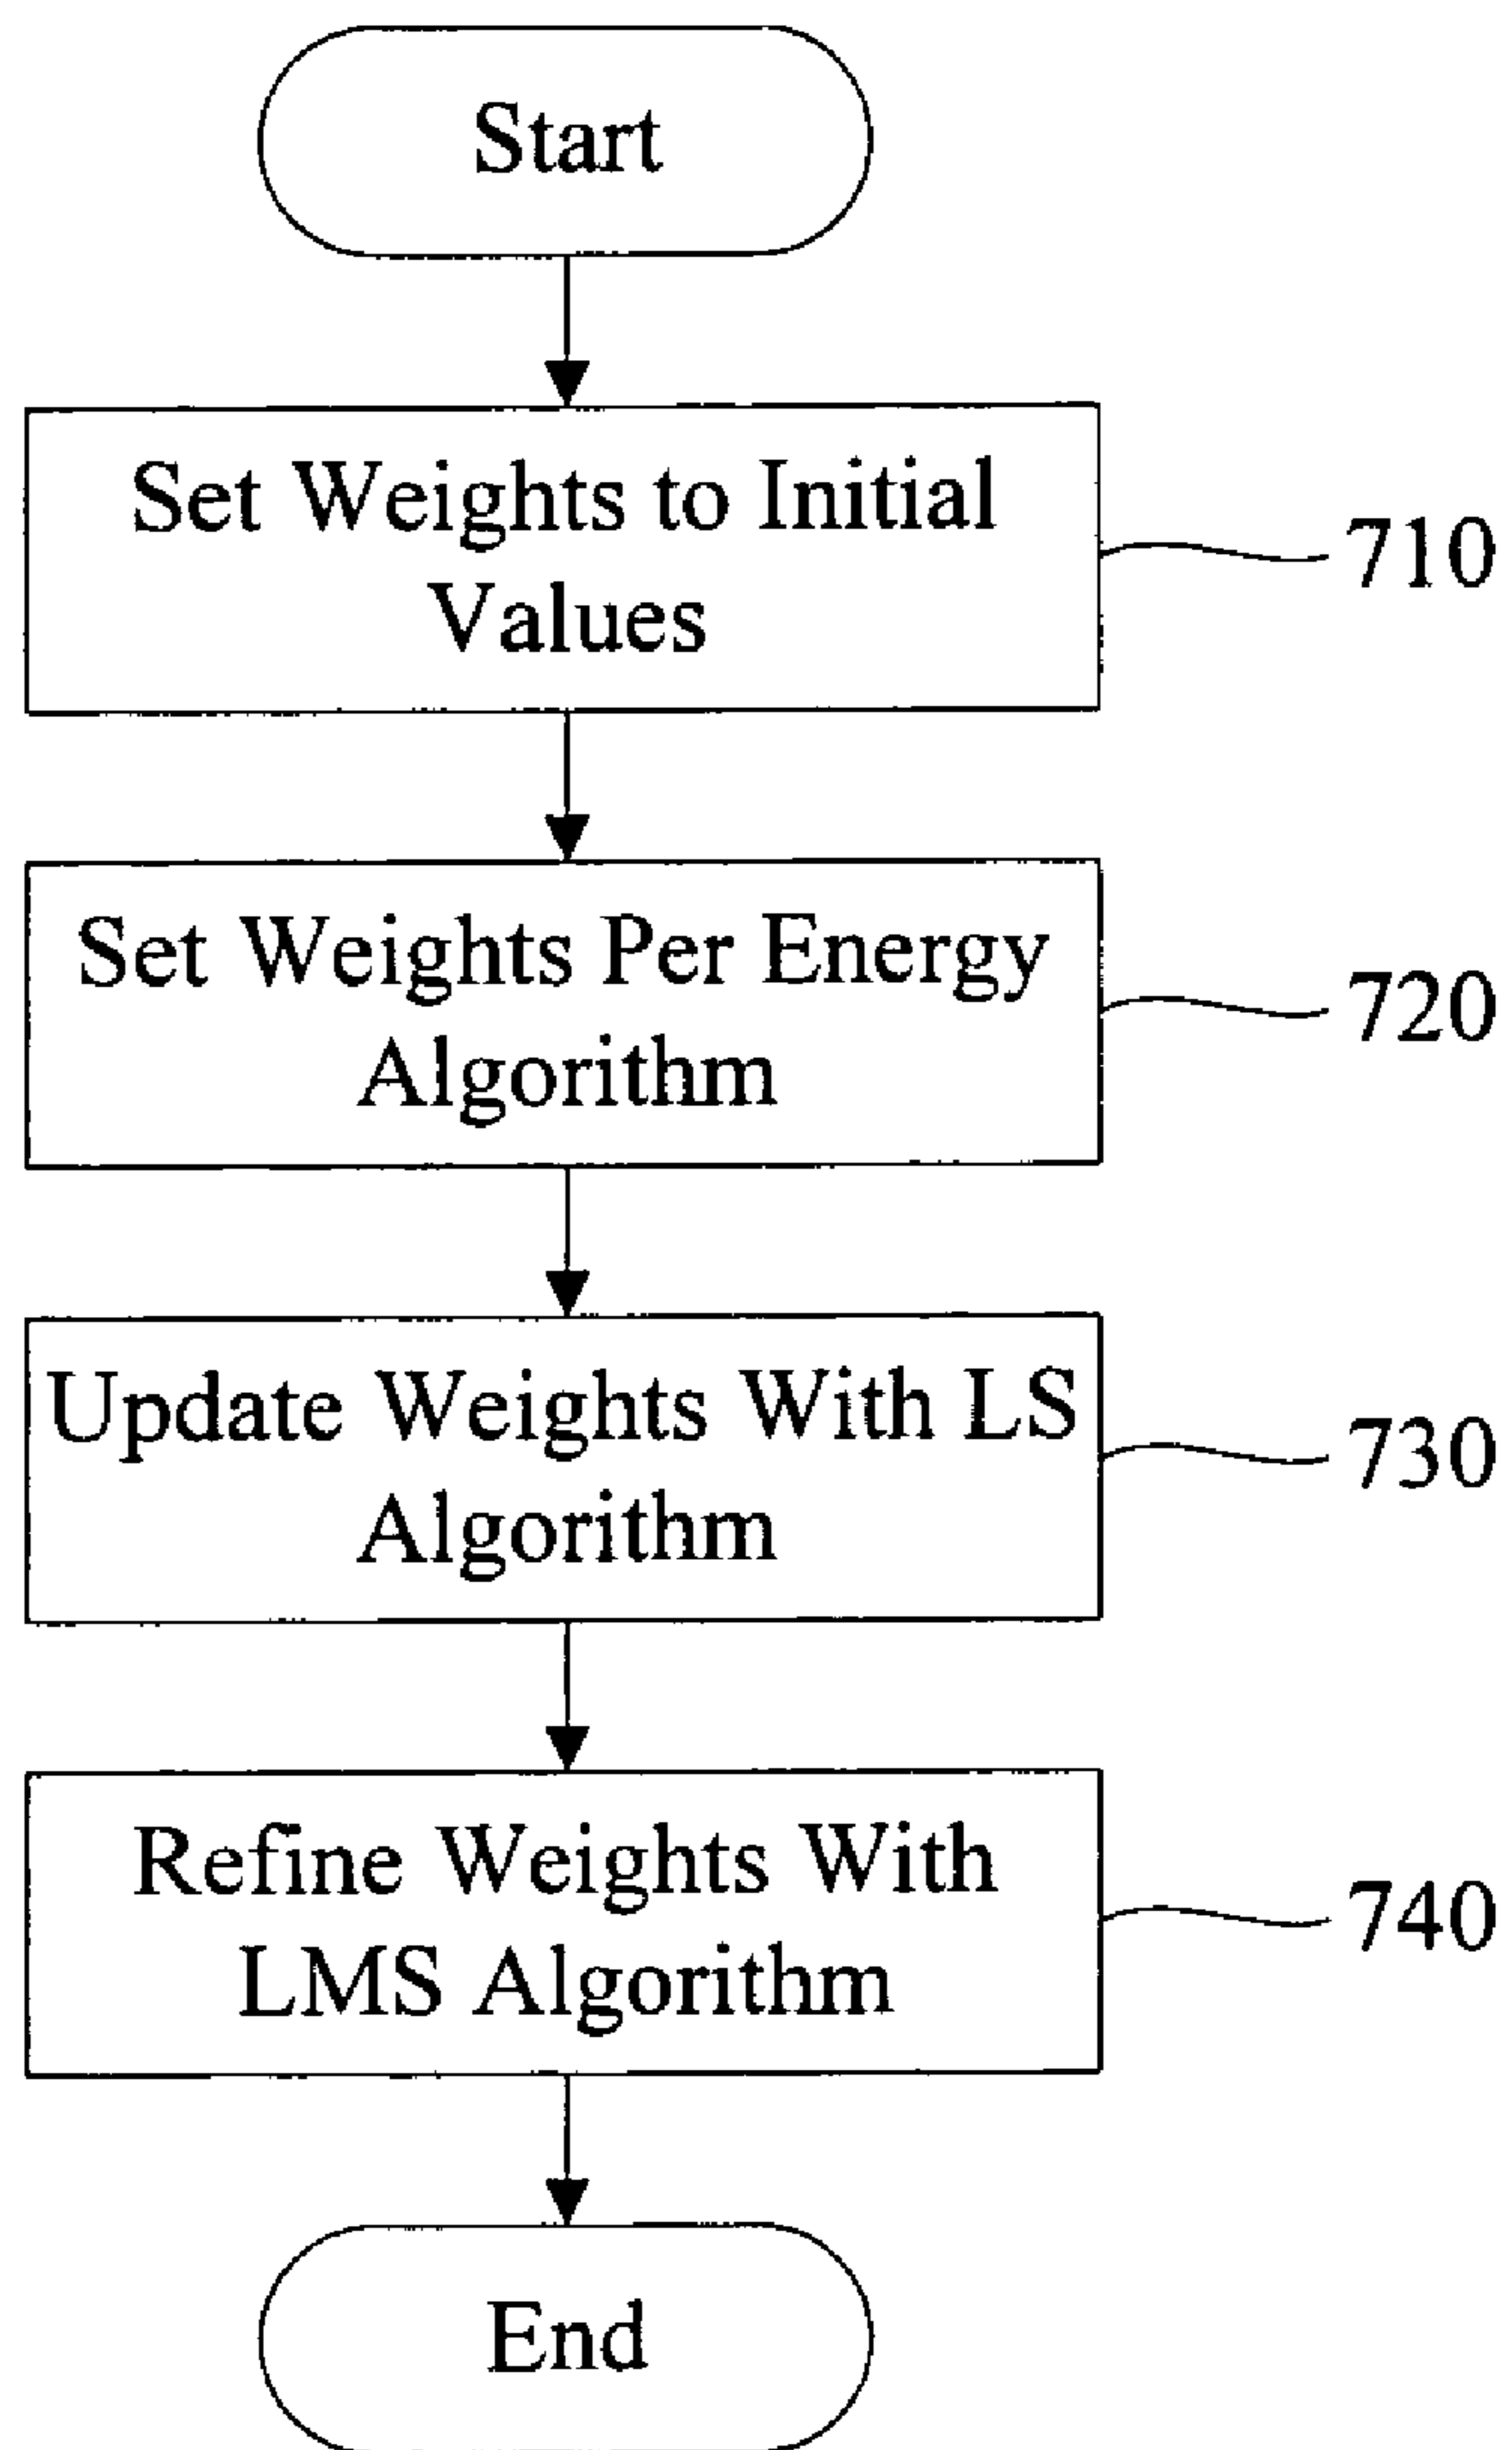 Start
Set Weights to Initial
Values
710
Set Weights Per Energy
Algorithm
720
Update Weights With LS
Algorithm
730
Refine Weights With
LMS Algorithm
740
End